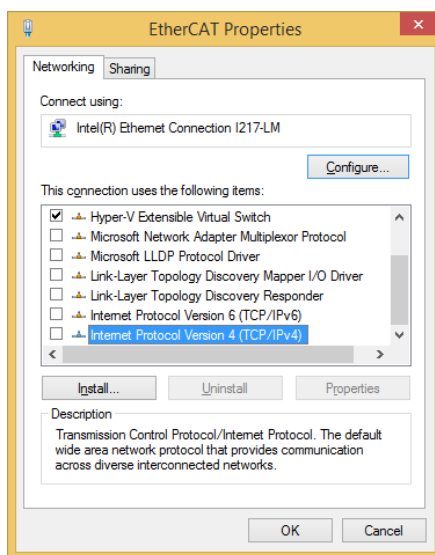 EtherCAT Properties
Networking
Sharing
Connect using:
Intel(R) Ethernet Connection I217-LM
Configure...
This connection uses the following items:
Hyper-V Extensible Virtual Switch
Microsoft Network Adapter Multiplexor Protocol
Microsoft LLDP Protocol Driver
Link-Layer Topology Discovery Mapper I/O Driver
Link-Layer Topology Discovery Responder
Internet Protocol Version 6 (TCP/IPv6)
Internet Protocol Version 4 (TCP/IPv4)
Install...
Uninstall
Properties
Description
Transmission Control Protocol/Internet Protocol. The default
wide area network protocol that provides communication
across diverse interconnected networks.
OK
Cancel